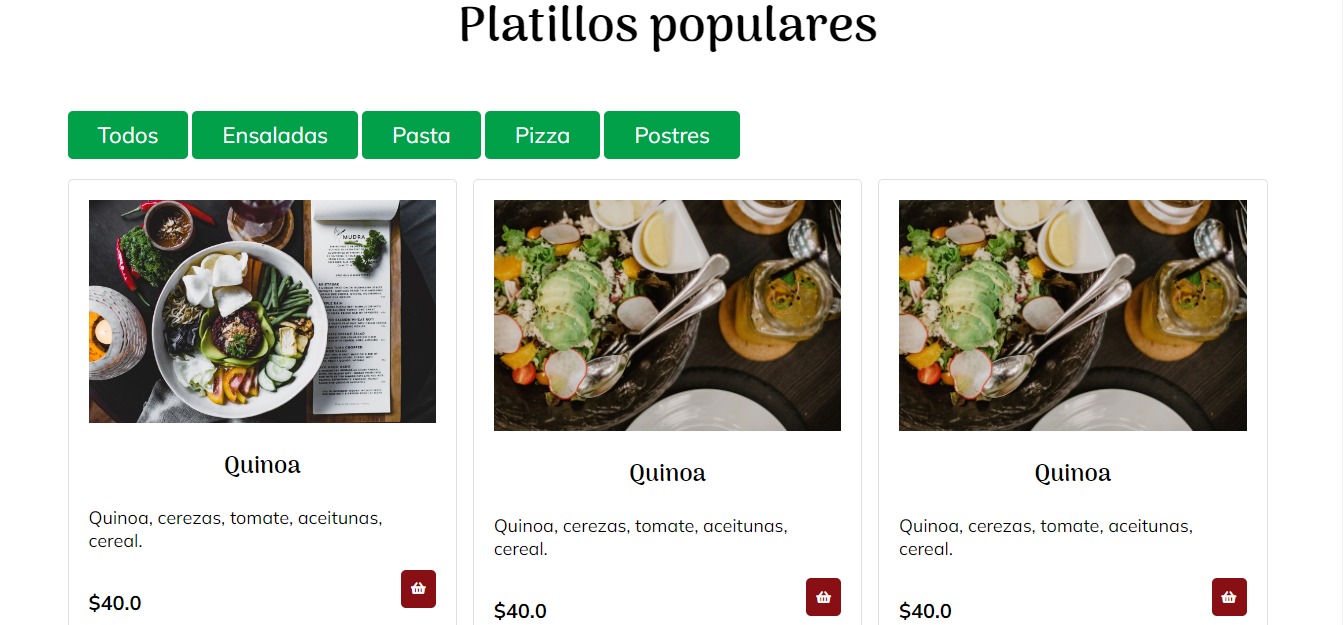 Platillos populares
Todos Ensaladas Pasta Pizza Postres
MUDRA
Quinoa
Quinoa, cerezas, tomate, aceitunas,
cereal.
$40.0
Quinoa
Quinoa, cerezas, tomate, aceitunas,
cereal.
$40.0
Quinoa
Quinoa, cerezas, tomate, aceitunas,
cereal.
$40.0